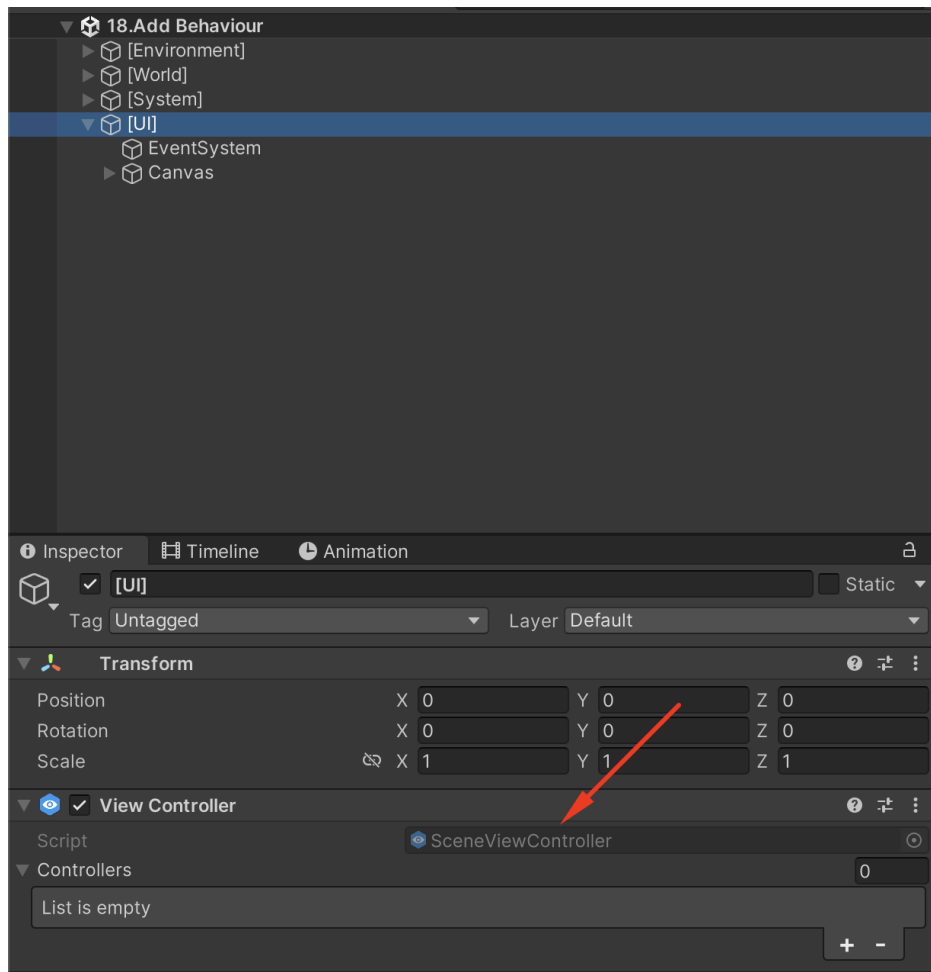 18.Add Behaviour
[Environment]
[World]
[System]
[UI]
EventSystem
Canvas
Inspector Timeline Animation
[UI] Static
Tag Untagged Layer Default
Transform
Position X 0 Y 0 Z 0
Rotation X 0 Y 0 Z 0
Scale X 1 Y 1 Z 1
View Controller
Script SceneViewController
Controllers 0
List is empty
+ -